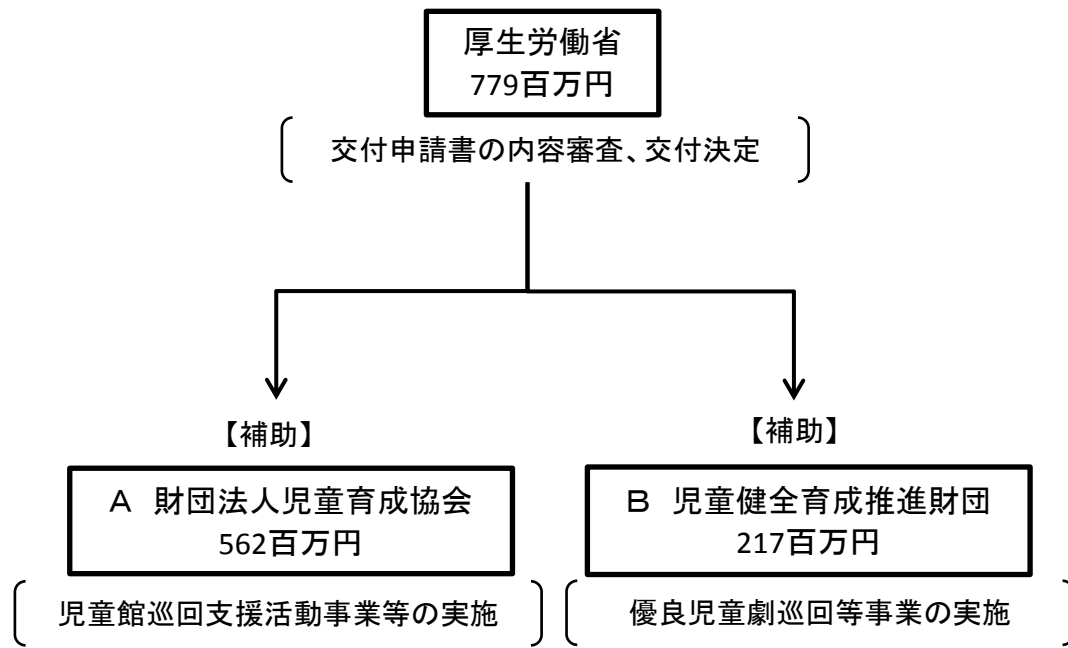 厚生労働省
779百万円
交付申請書の内容審査、交付決定
【補助】
【補助】
A 財団法人児童育成協会
562百万円
B 児童健全育成推進財団
217百万円
児童館巡回支援活動事業等の実施
優良児童劇巡回等事業の実施